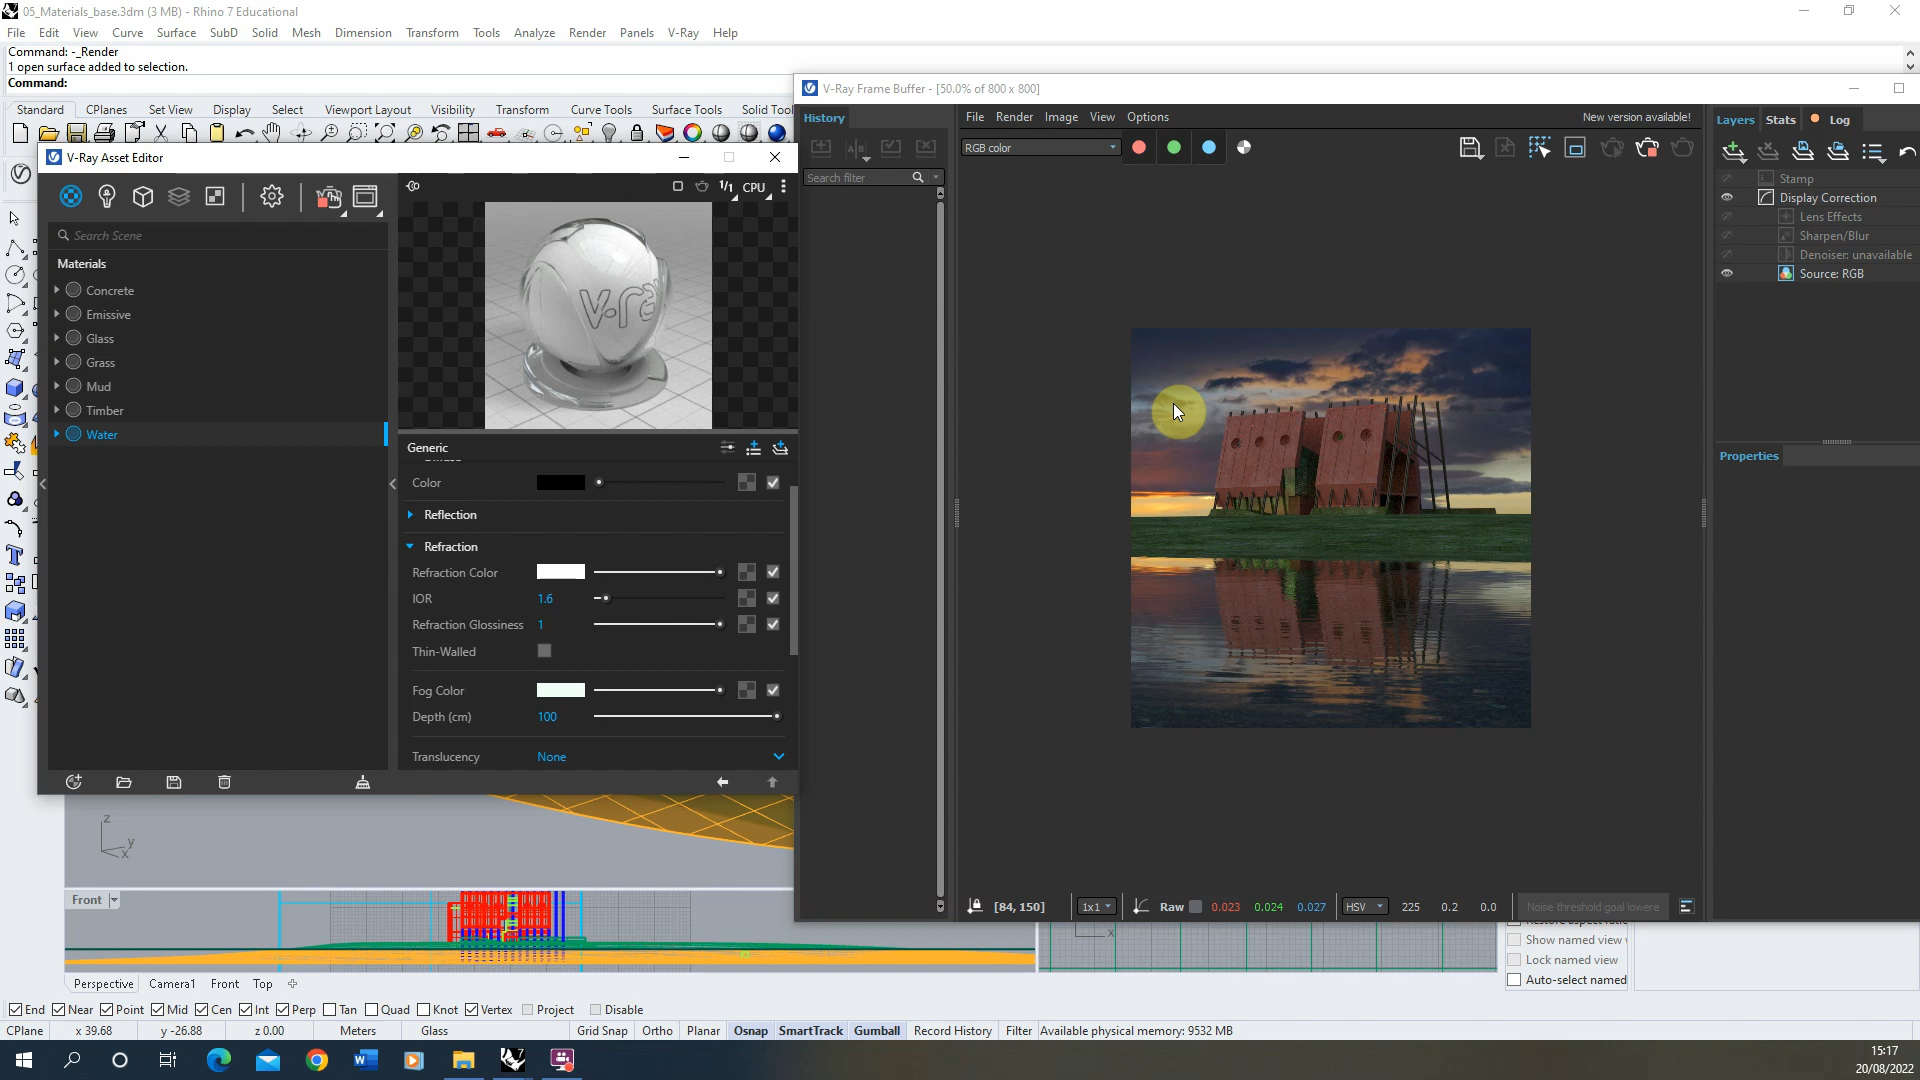 05_Materials_base.3dm (3 MB) - Rhino 7 Educational
File Edit View Curve Surface SubD Solid Mesh Dimension Transform Tools Analyze Render Panels V-Ray Help
Command: -_Render
1 open surface added to selection.
Command:
Standard CPlanes Set View Display Select Viewport Layout Visibility Transform Curve Tools Surface Tools Solid Tool
V-Ray Frame Buffer - [50.0% of 800 x 800]
History
File Render Image View Options
New version available!
RGB color
Search filter
Layers Stats Log
Stamp
Display Correction
Lens Effects
Sharpen/Blur
Denoiser: unavailable
Source: RGB
Properties
V-Ray Asset Editor
1/1 CPU
Search Scene
Materials
Concrete
Emissive
Glass
Grass
Mud
Timber
Water
v-ra
Generic
Color
Reflection
Refraction
Refraction Color
IOR 1.6
Refraction Glossiness 1
Thin-Walled
Fog Color
Depth (cm) 100
Translucency None
[84, 150] 1x1 Raw 0.023 0.024 0.027 HSV 225 0.2 0.0 Noise threshold goal lowere
z
y
x
Front
x
Show named view
Lock named view
Auto-select named
Perspective Camera1 Front Top
End Near Point Mid Cen Int Perp Tan Quad Knot Vertex Project Disable
CPlane x 39.68 y -26.88 z 0.00 Meters Glass Grid Snap Ortho Planar Osnap SmartTrack Gumball Record History Filter Available physical memory: 9532 MB
15:17
20/08/2022